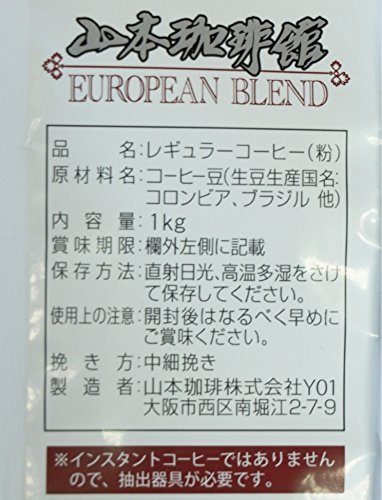 山本珈琲館
EUROPEAN BLEND
品名:レギュラーコーヒー(粉)
原材料名:コーヒー豆(生豆生産国名:
コロンビア、ブラジル 他)
内容量:1kg
賞味期限:欄外左側に記載
保存方法:直射日光、高温多湿をさけ
て保存してください。
使用上の注意:開封後はなるべく早めに
ご賞味ください。
挽き方:中細挽き
製造者:山本珈琲株式会社Y01
大阪市西区南堀江2-7-9
※インスタントコーヒーではありません
ので、抽出器具が必要です。